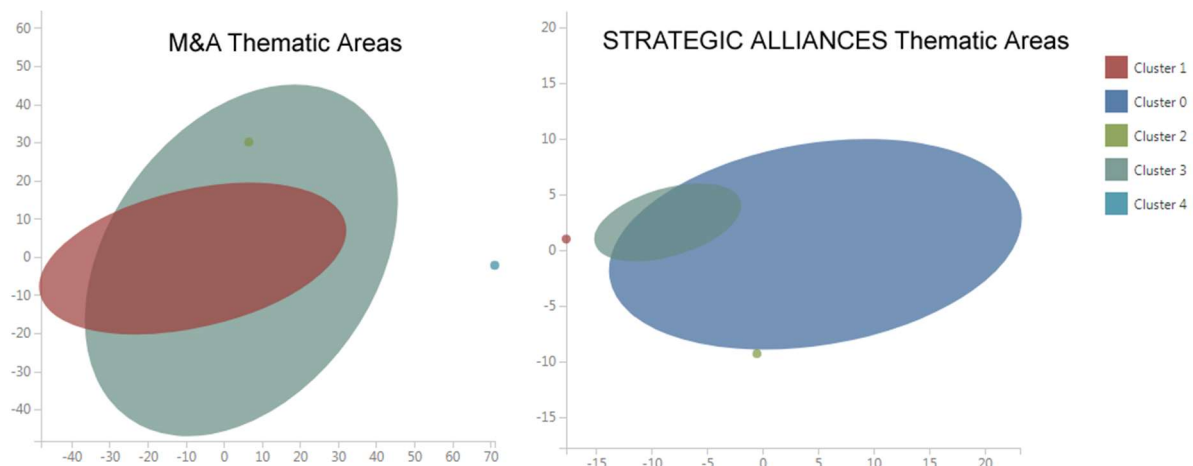 M&A Thematic Areas
60
50
40
30
20
10
0
-10
-20
-30
-40
-40 -30 -20 -10 0 10 20 30 40 50 60 70
STRATEGIC ALLIANCES Thematic Areas
20
15
10
5
0
-5
-10
-15
-15 -10 -5 0 5 10 15 20
Cluster 1
Cluster 0
Cluster 2
Cluster 3
Cluster 4